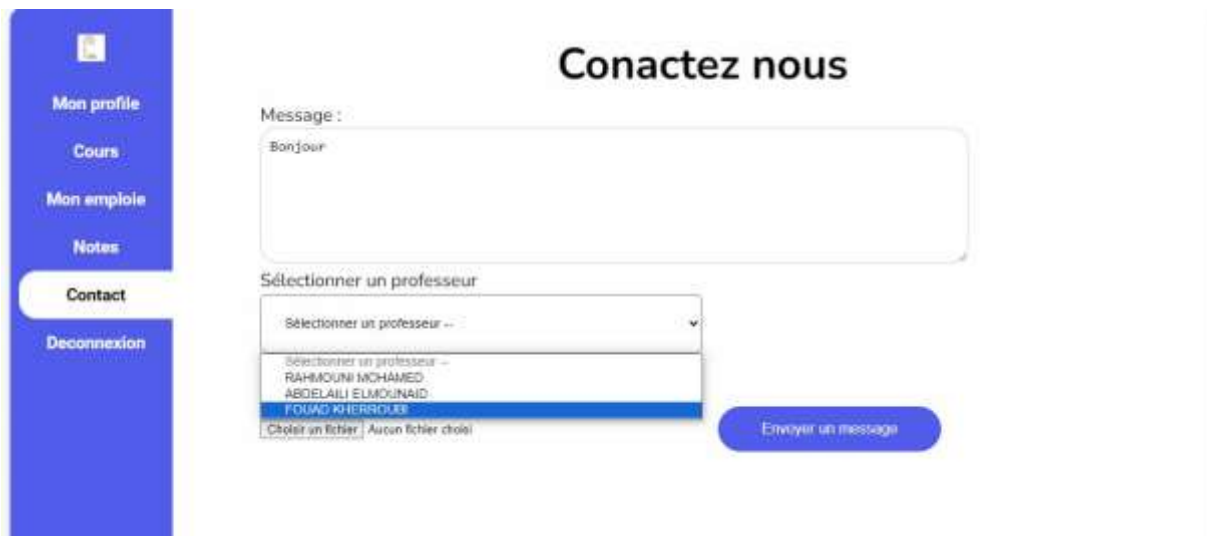 Mon profile
Cours
Mon emploie
Notes
Contact
Deconnexion
Conactez nous
Message :
Bonjour
Sélectionner un professeur
Sélectionner un professeur --
Sélectionner un professeur --
RAHMOUNI MOHAMED
ABDELAILI ELMOUNAID
FOUAD KHERROUBI
Choisir un fichier Aucun fichier choisi
Envoyer un message